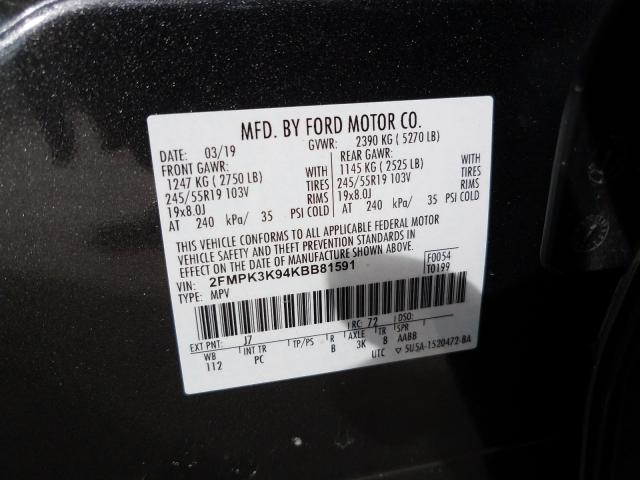 MFD. BY FORD MOTOR CO.
DATE: 03/19 GVWR: 2390 KG ( 5270 LB)
FRONT GAWR: REAR GAWR:
1247 KG ( 2750 LB) WITH 1145 KG ( 2525 LB) WITH
245/55R19 103V TIRES 245/55R19 103V TIRES
19x8.0J RIMS 19x8.0J RIMS
AT 240 kPa/ 35 PSI COLD AT 240 kPa/ 35 PSI COLD
THIS VEHICLE CONFORMS TO ALL APPLICABLE FEDERAL MOTOR
VEHICLE SAFETY AND THEFT PREVENTION STANDARDS IN
EFFECT ON THE DATE OF MANUFACTURE SHOWN ABOVE.
VIN: 2FMPK3K94KBB81591 F0054
TYPE: MPV T0199
EXT PNT: J7 RC: 72 DSO:
WB INT TR TP/PS R AXLE TR SPR
112 PC B 3K 8 AABB
UTC ▽ 5U5A-1520472-BA